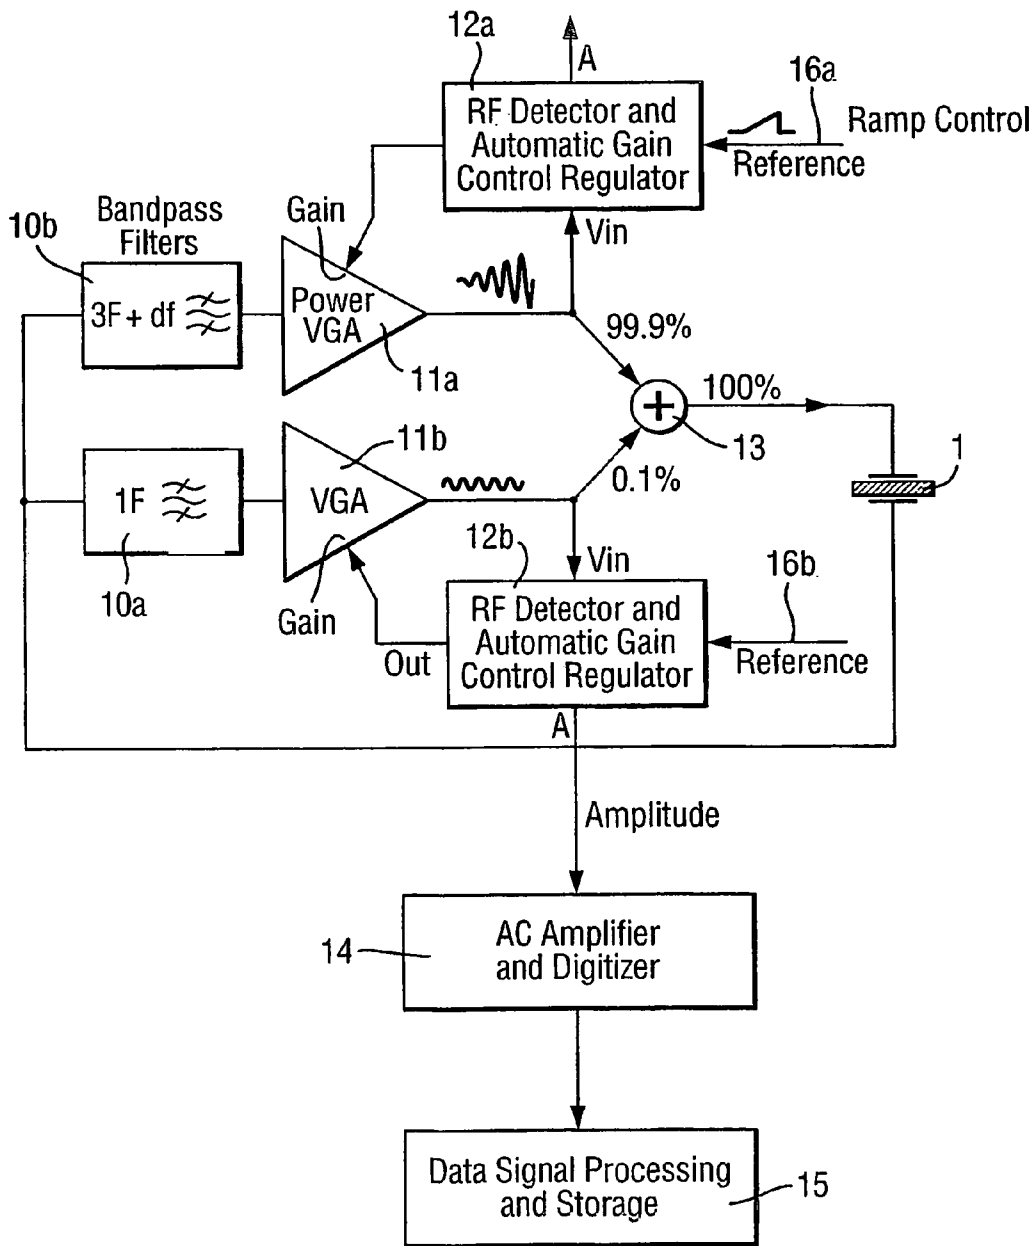 12a
A
16a
RF Detector and
Automatic Gain
Control Regulator
Ramp Control
Reference
Bandpass
Filters
10b
Gain
Vin
3F + df
Power
VGA
11a
99.9%
100%
13
1
11b
1F
VGA
0.1%
10a
Gain
12b
Vin
16b
RF Detector and
Automatic Gain
Control Regulator
Out
Reference
A
Amplitude
14
AC Amplifier
and Digitizer
Data Signal Processing
and Storage
15